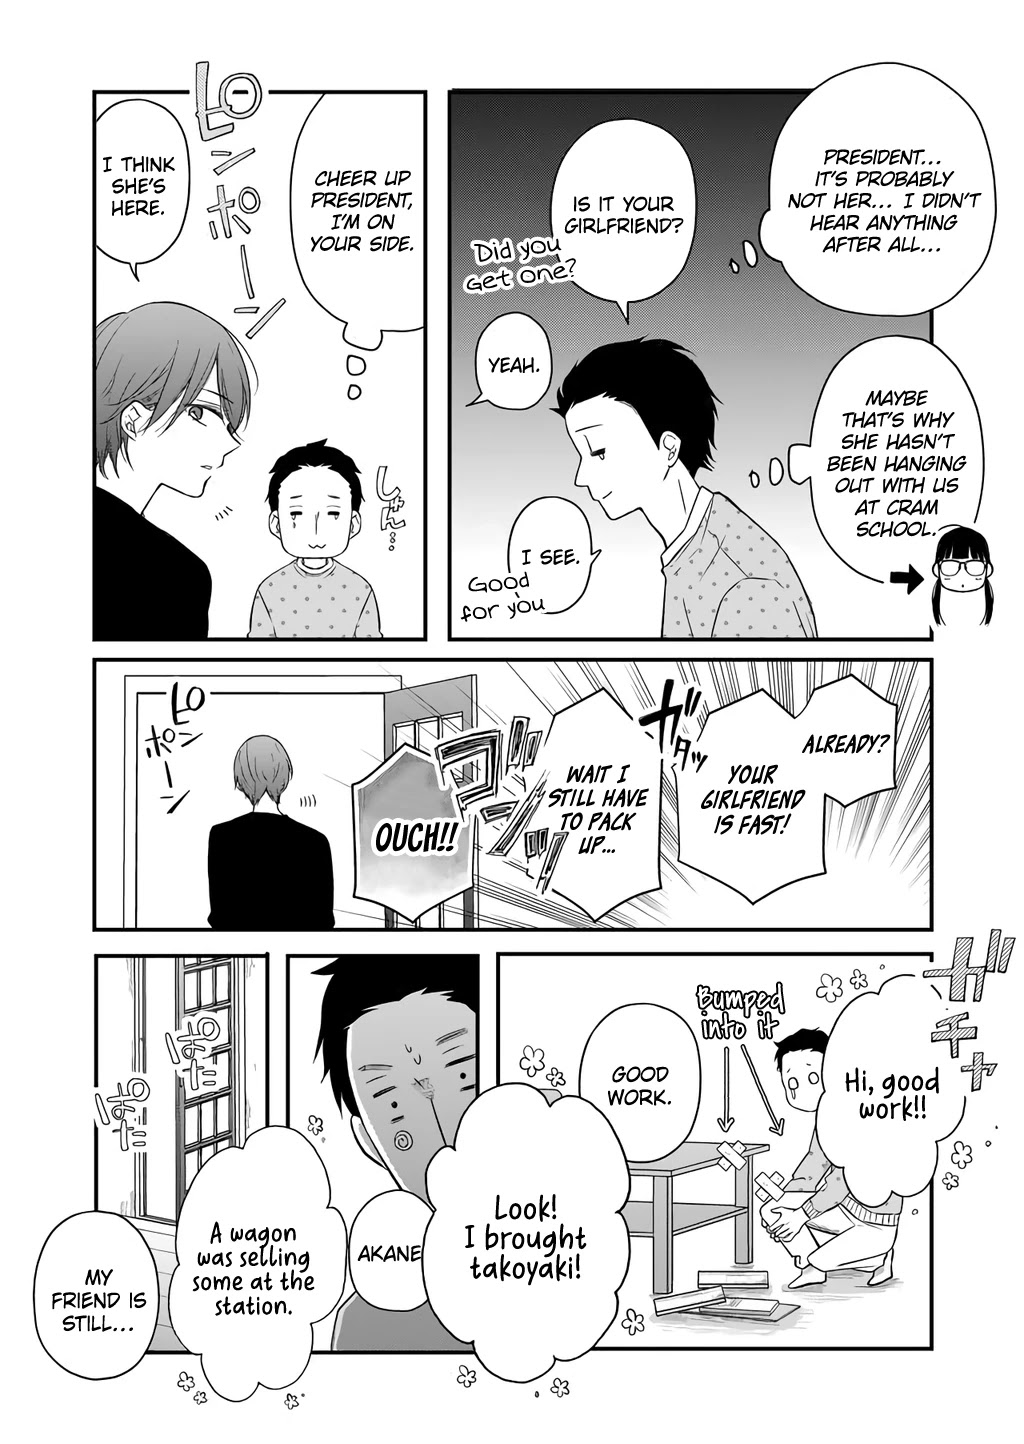 PRESIDENT...
IT'S PROBABLY
NOT HER... I DIDN'T
HEAR ANYTHING
AFTER ALL...
IS IT YOUR
GIRLFRIEND?
Did you
get one?
YEAH.
MAYBE
THAT'S WHY
SHE HASN'T
BEEN HANGING
OUT WITH US
AT CRAM
SCHOOL.
I SEE.
Good
for you
CHEER UP
PRESIDENT,
I'M ON
YOUR SIDE.
ピンポーン
I THINK
SHE'S
HERE.
しゅん…
ALREADY?
YOUR
GIRLFRIEND
IS FAST!
ガタッ
WAIT I
STILL HAVE
TO PACK
UP...
OUCH!!
ピンポーン
ガチャ
Hi, good
work!!
Bumped
into it
GOOD
WORK.
Look!
I brought
takoyaki!
AKANE
A wagon
was selling
some at the
station.
ぱたぱた
MY
FRIEND IS
STILL...